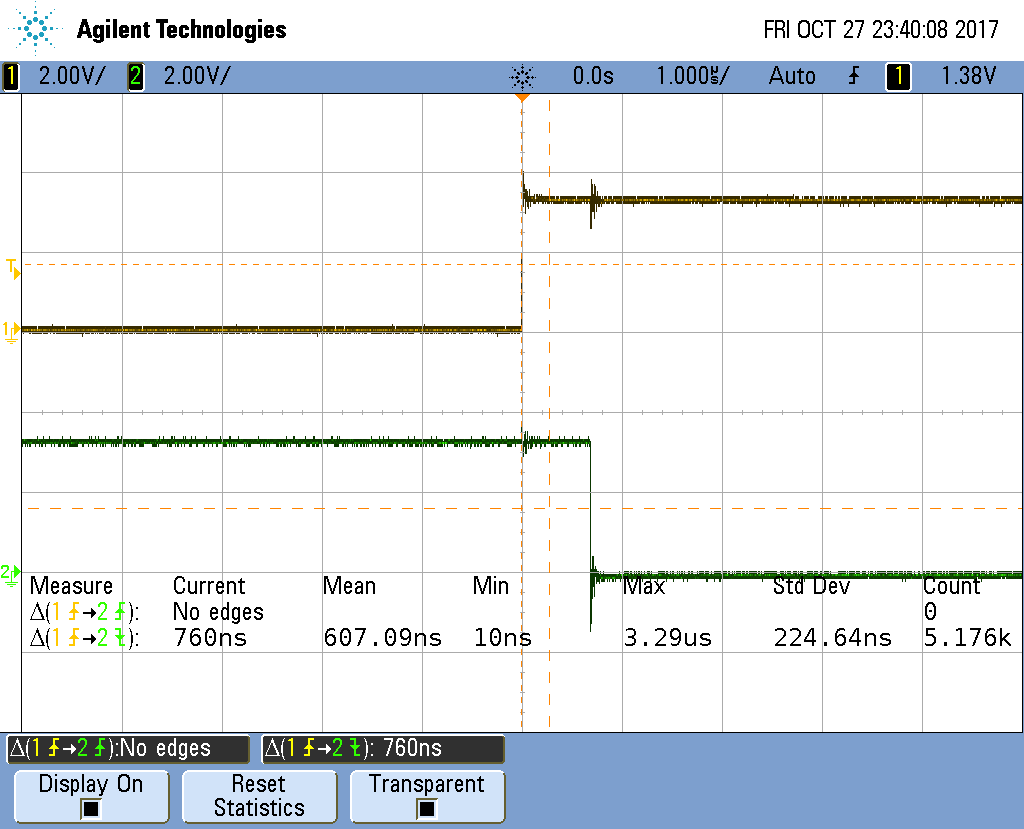 Agilent Technologies FRI OCT 27 23:40:08 2017
1 2.00V/ 2 2.00V/ 0.0s 1.000µs/ Auto 1 1.38V
T
1
2
Measure Current Mean Min Max Std Dev Count
Δ(1→2): No edges 0
Δ(1→2): 760ns 607.09ns 10ns 3.29us 224.64ns 5.176k
Δ(1→2):No edges Δ(1→2): 760ns
Display On Reset Statistics Transparent